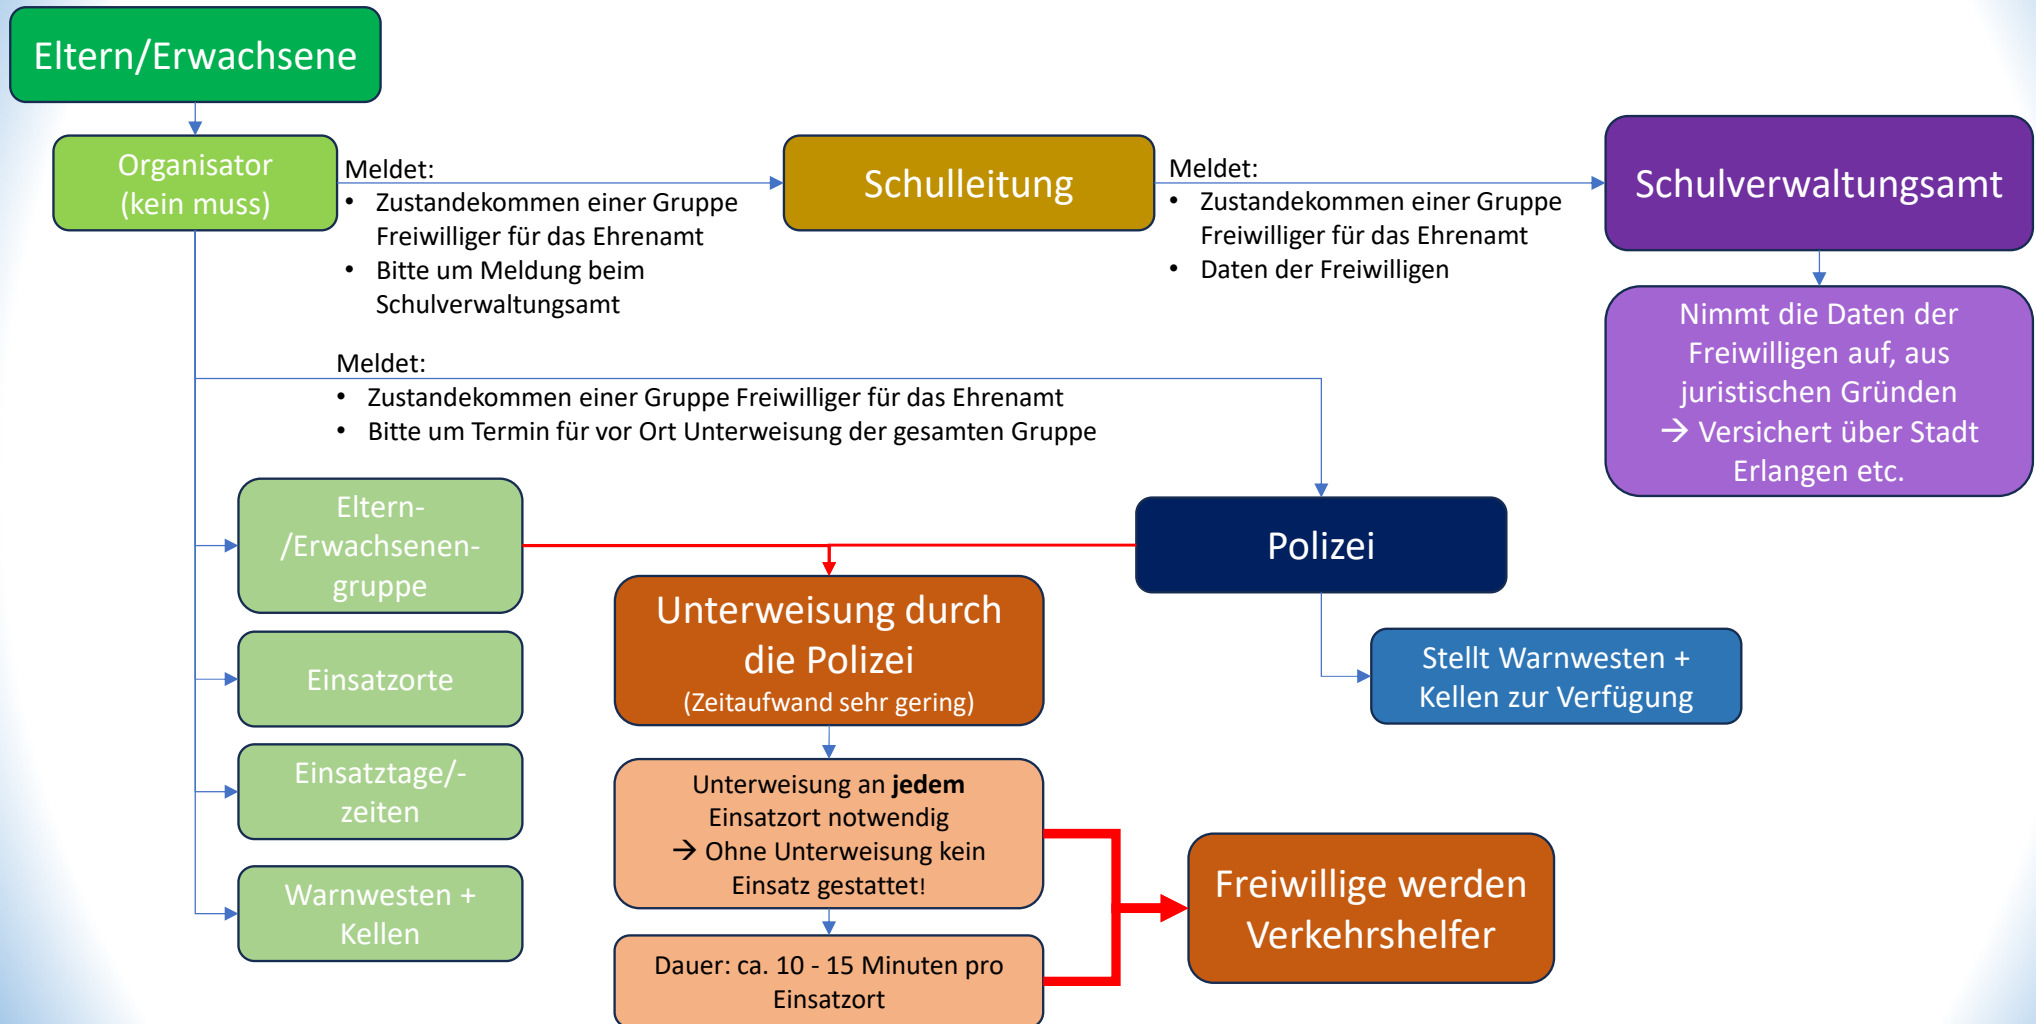 Eltern/Erwachsene
Organisator
(kein muss)
Meldet:
• Zustandekommen einer Gruppe
Freiwilliger für das Ehrenamt
• Bitte um Meldung beim
Schulverwaltungsamt
Schulleitung
Meldet:
• Zustandekommen einer Gruppe
Freiwilliger für das Ehrenamt
• Daten der Freiwilligen
Schulverwaltungsamt
Nimmt die Daten der
Freiwilligen auf, aus
juristischen Gründen
→ Versichert über Stadt
Erlangen etc.
Meldet:
• Zustandekommen einer Gruppe Freiwilliger für das Ehrenamt
• Bitte um Termin für vor Ort Unterweisung der gesamten Gruppe
Eltern-
/Erwachsenen-
gruppe
Einsatzorte
Einsatztage/-
zeiten
Warnwesten +
Kellen
Polizei
Stellt Warnwesten +
Kellen zur Verfügung
Unterweisung durch
die Polizei
(Zeitaufwand sehr gering)
Unterweisung an jedem
Einsatzort notwendig
→ Ohne Unterweisung kein
Einsatz gestattet!
Dauer: ca. 10 - 15 Minuten pro
Einsatzort
Freiwillige werden
Verkehrshelfer